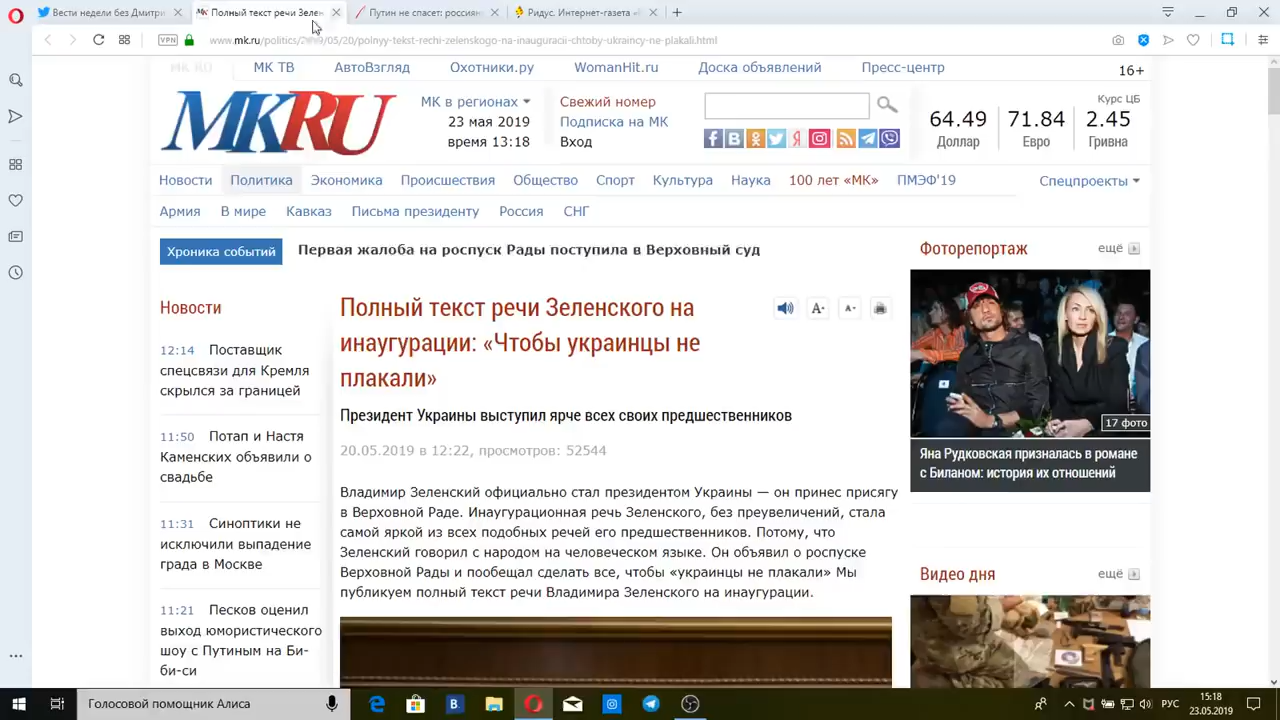 Вести недели без Дмитри
Полный текст речи Зелен
Путин не спасет: россиян
Ридус. Интернет-газета «
VPN
www.mk.ru/politics/2019/05/20/polnyy-tekst-rechi-zelenskogo-na-inauguracii-chtoby-ukraincy-ne-plakali.html
MK RU
МК ТВ
АвтоВзгляд
Охотники.ру
WomanHit.ru
Доска объявлений
Пресс-центр
16+
MKRU
МК в регионах
23 мая 2019
время 13:18
Свежий номер
Подписка на МК
Вход
Курс ЦБ
64.49 71.84 2.45
Доллар Евро Гривна
Новости Политика Экономика Происшествия Общество Спорт Культура Наука 100 лет «МК» ПМЭФ'19 Спецпроекты
Армия В мире Кавказ Письма президенту Россия СНГ
Хроника событий
Первая жалоба на роспуск Рады поступила в Верховный суд
Новости
12:14 Поставщик
спецсвязи для Кремля
скрылся за границей
11:50 Потап и Настя
Каменских объявили о
свадьбе
11:31 Синоптики не
исключили выпадение
града в Москве
11:21 Песков оценил
выход юмористического
шоу с Путиным на Би-
би-си
Полный текст речи Зеленского на
инаугурации: «Чтобы украинцы не
плакали»
A+
A-
Президент Украины выступил ярче всех своих предшественников
20.05.2019 в 12:22, просмотров: 52544
Владимир Зеленский официально стал президентом Украины — он принес присягу
в Верховной Раде. Инаугурационная речь Зеленского, без преувеличений, стала
самой яркой из всех подобных речей его предшественников. Потому, что
Зеленский говорил с народом на человеческом языке. Он объявил о роспуске
Верховной Рады и пообещал сделать все, чтобы «украинцы не плакали» Мы
публикуем полный текст речи Владимира Зеленского на инаугурации.
Фоторепортаж
ещё
17 фото
Яна Рудковская призналась в романе
с Биланом: история их отношений
Видео дня
ещё
Голосовой помощник Алиса
РУС
15:18
23.05.2019